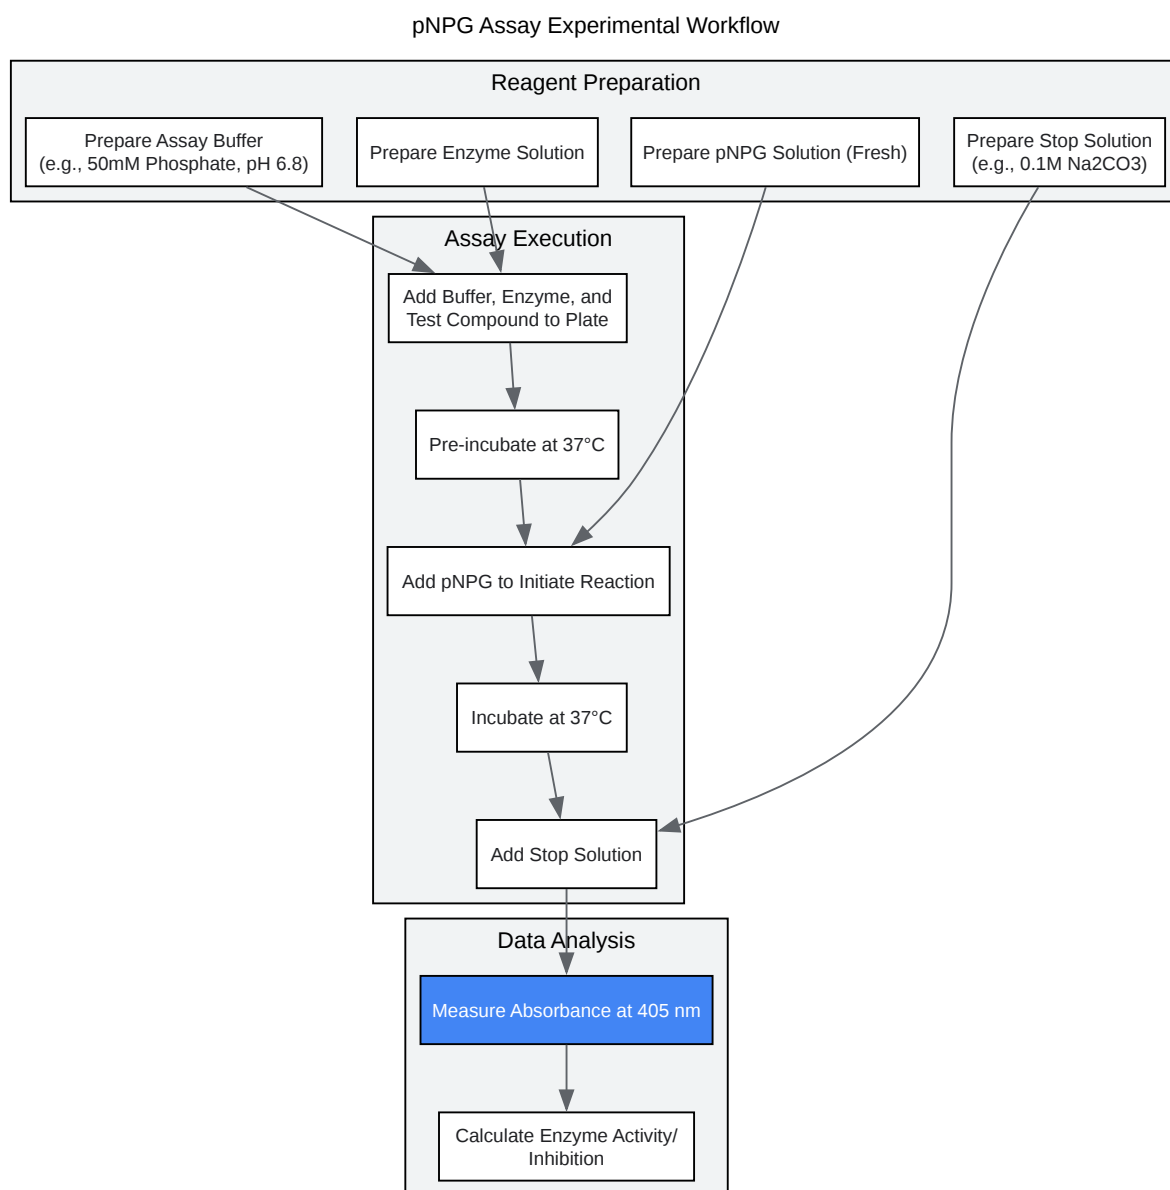 pNPG Assay Experimental Workflow
Reagent Preparation
Prepare Assay Buffer
(e.g., 50mM Phosphate, pH 6.8)
Prepare Enzyme Solution
Prepare pNPG Solution (Fresh)
Prepare Stop Solution
(e.g., 0.1M Na2CO3)
Assay Execution
Add Buffer, Enzyme, and
Test Compound to Plate
Pre-incubate at 37°C
Add pNPG to Initiate Reaction
Incubate at 37°C
Add Stop Solution
Data Analysis
Measure Absorbance at 405 nm
Calculate Enzyme Activity/
Inhibition